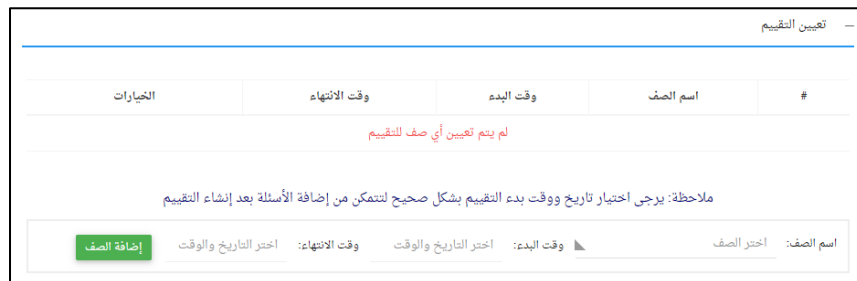 – تعيين التقييم
# اسم الصف وقت البدء وقت الانتهاء الخيارات
لم يتم تعيين أي صف للتقييم
ملاحظة: يرجى اختيار تاريخ ووقت بدء التقييم بشكل صحيح لتتمكن من إضافة الأسئلة بعد إنشاء التقييم
اسم الصف: اختر الصف وقت البدء: اختر التاريخ والوقت وقت الانتهاء: اختر التاريخ والوقت إضافة الصف